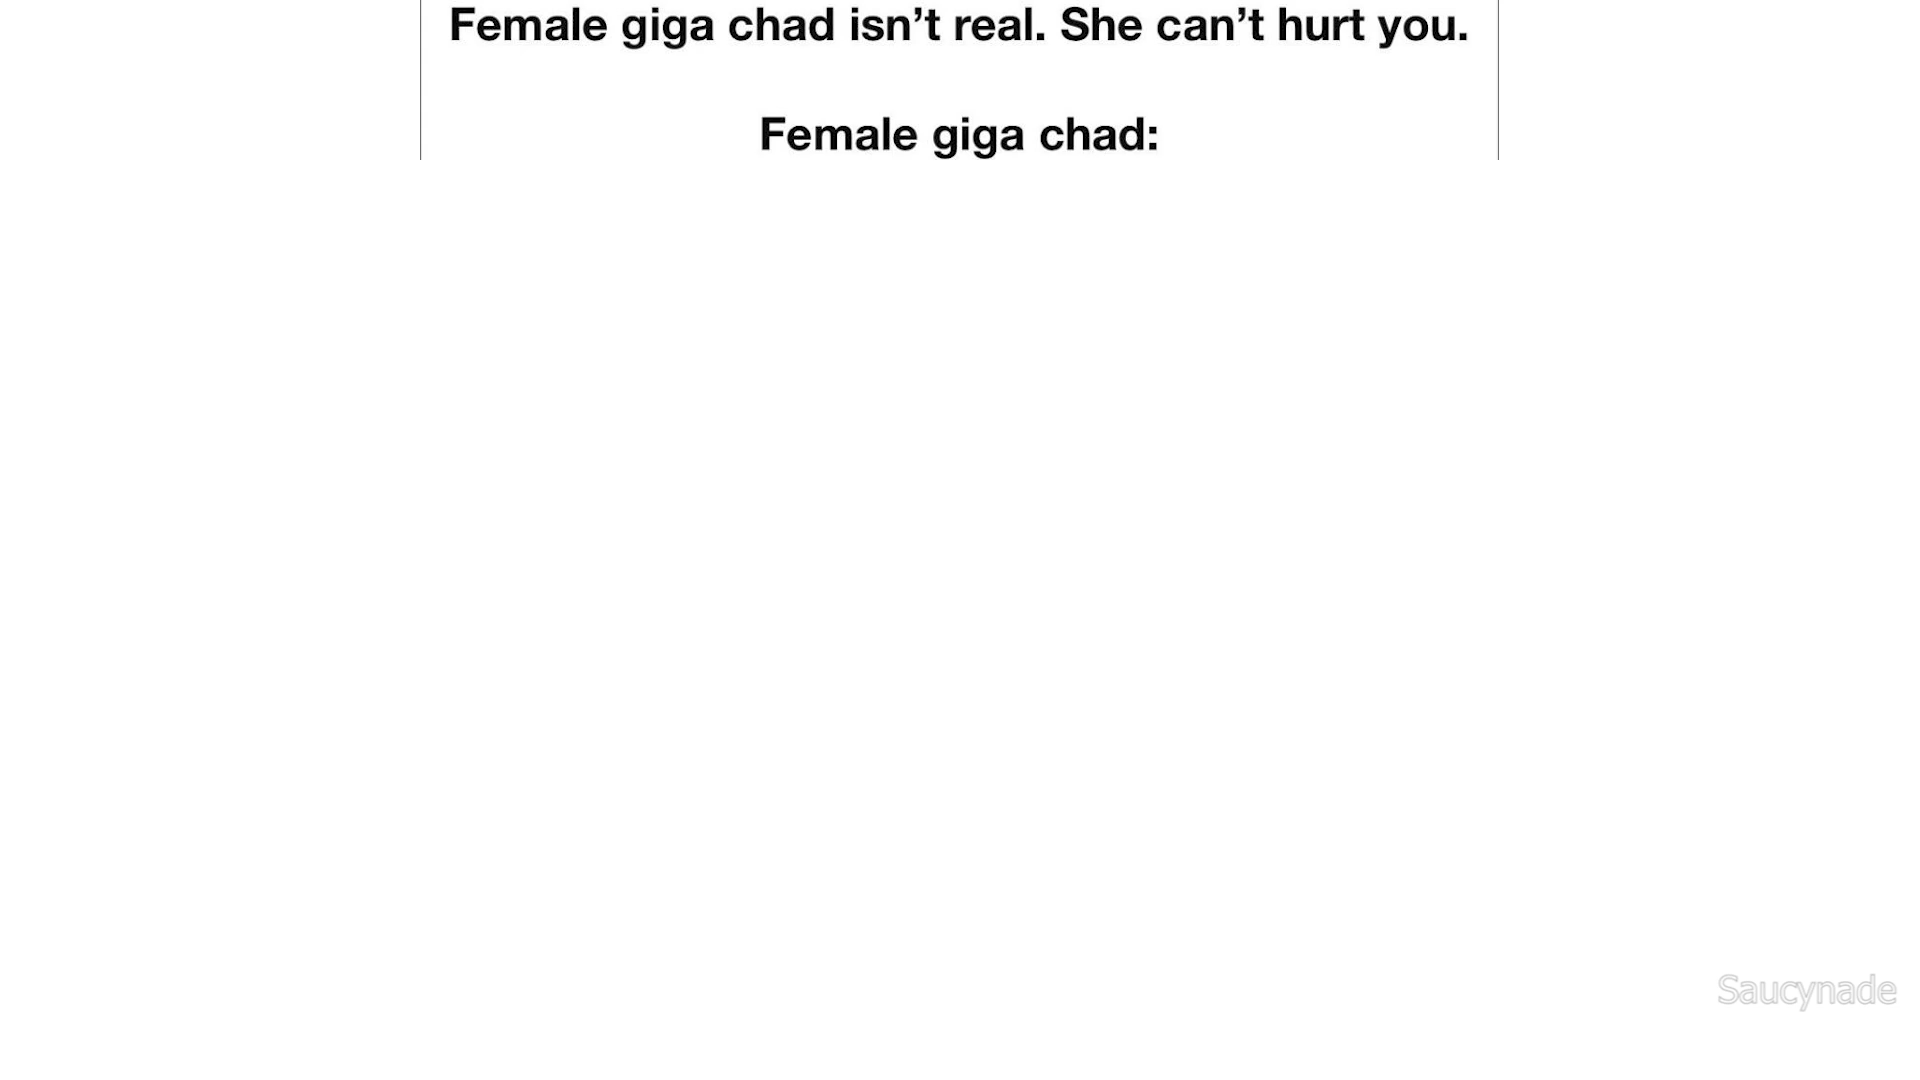 Female giga chad isn’t real. She can’t hurt you.
Female giga chad:
Saucynade